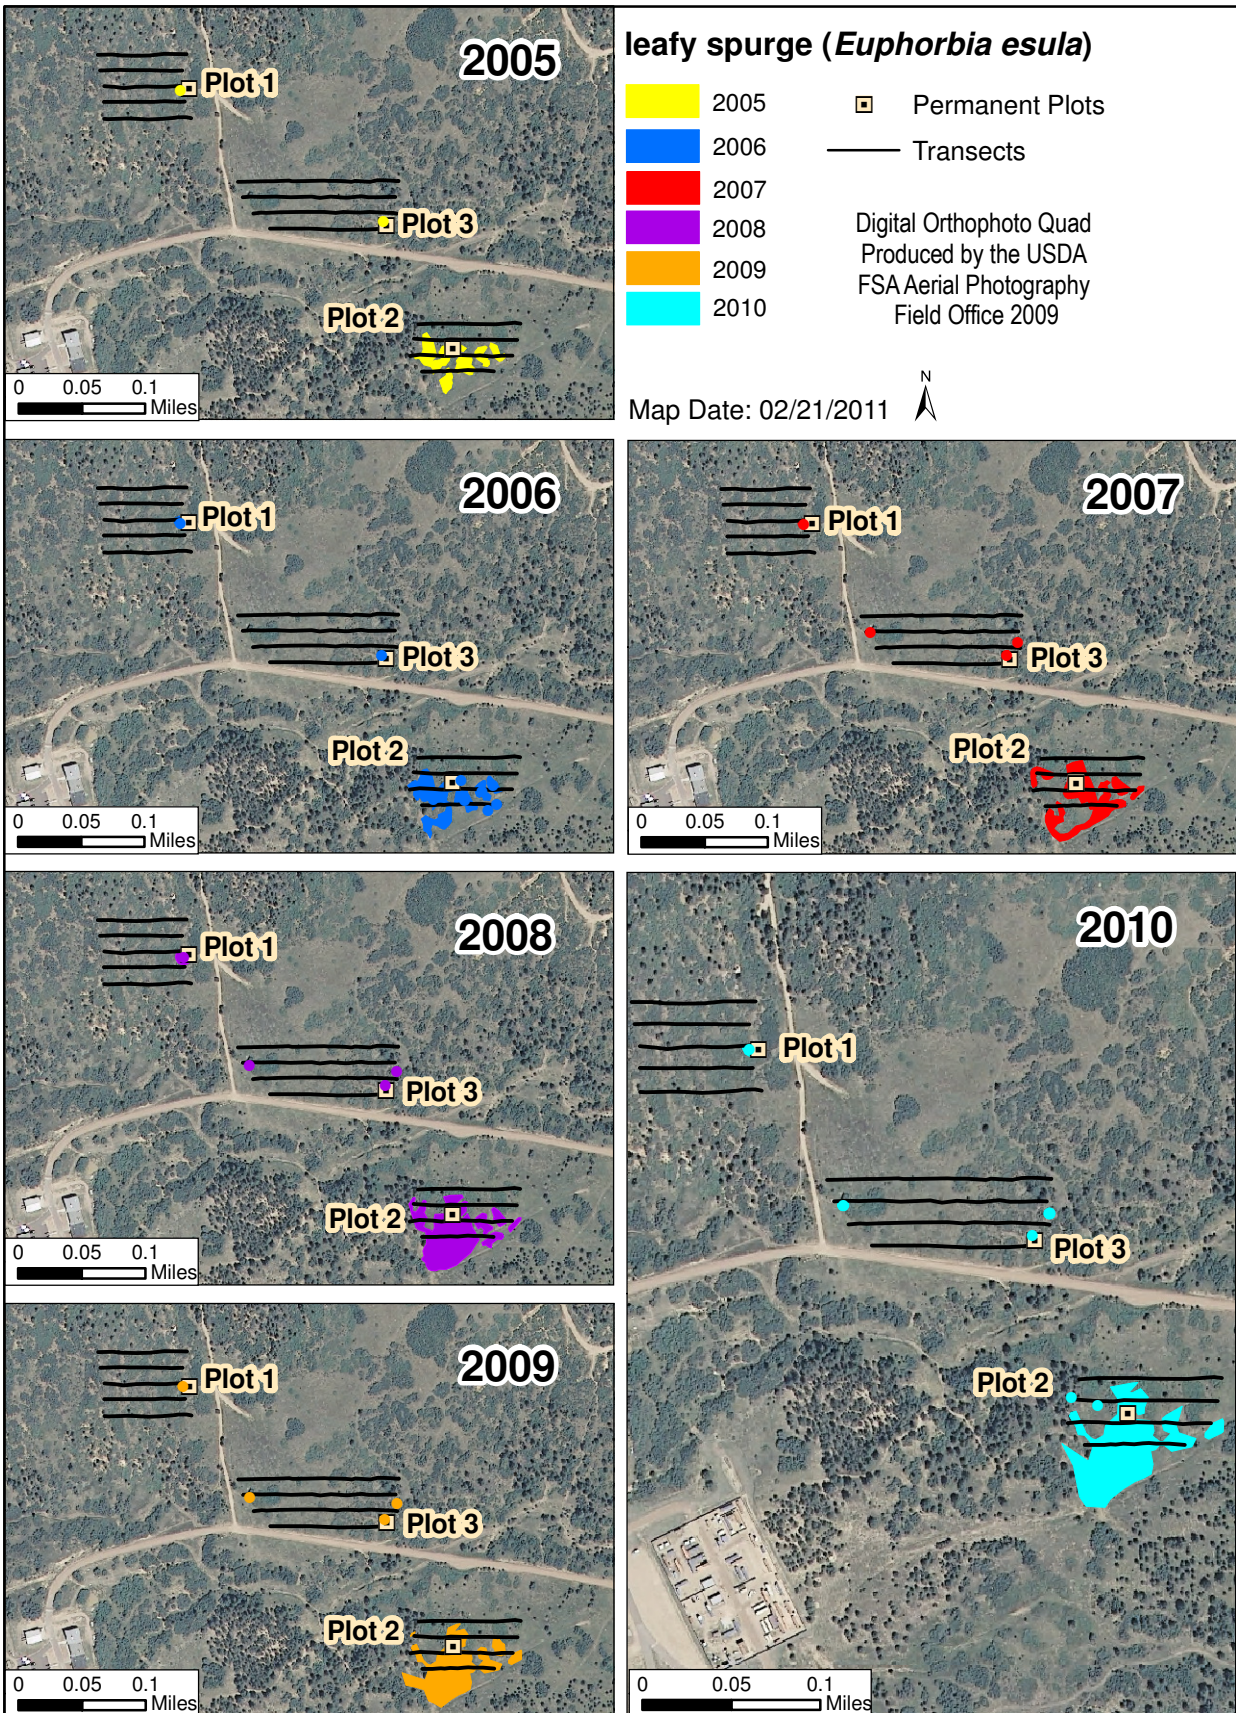 2005
Plot 1
Plot 3
Plot 2
0 0.05 0.1
Miles
leafy spurge (Euphorbia esula)
2005
2006
2007
2008
2009
2010
Permanent Plots
Transects
Digital Orthophoto Quad
Produced by the USDA
FSA Aerial Photography
Field Office 2009
Map Date: 02/21/2011
N
2006
Plot 1
Plot 3
Plot 2
0 0.05 0.1
Miles
2007
Plot 1
Plot 3
Plot 2
0 0.05 0.1
Miles
2008
Plot 1
Plot 3
Plot 2
0 0.05 0.1
Miles
2010
Plot 1
Plot 3
Plot 2
0 0.05 0.1
Miles
2009
Plot 1
Plot 3
Plot 2
0 0.05 0.1
Miles